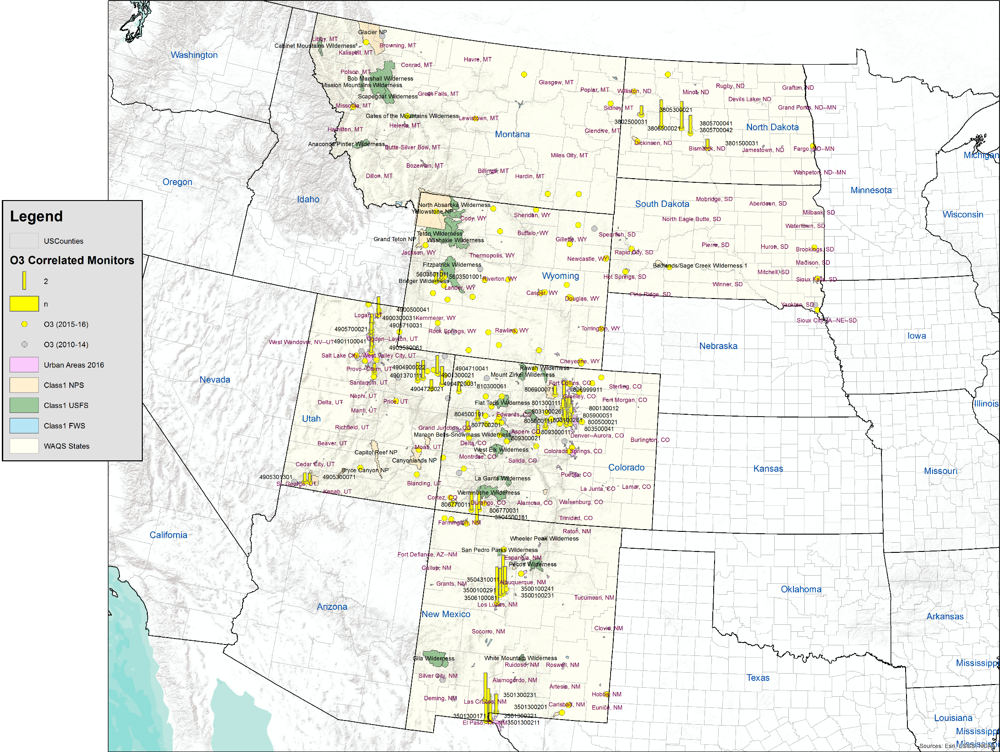 Glacier NP
Libby, MT
Cabinet Mountains Wilderness
Browning, MT
Kalispell, MT
Washington
Havre, MT
Conrad, MT
Polson, MT
Bob Marshall Wilderness
Mission Mountains Wilderness
Glasgow, MT
Poplar, MT
Williston, ND
Minot, ND
Rugby, ND
Grafton, ND
Scapegoat Wilderness
Great Falls, MT
Devils Lake, ND
Missoula, MT
Sidney, MT
Grand Forks, ND--MN
3805300021
Gates of the Mountains Wilderness
Lewistown, MT
3802500031
3805700041
Helena, MT
3806500021
3805700042
North Dakota
Hamilton, MT
Glendive, MT
Montana
Anaconda Pintler Wilderness
Butte-Silver Bow, MT
Dickinson, ND
3801500031
Bismarck, ND
Jamestown, ND
Fargo, ND--MN
Miles City, MT
Michigan
Bozeman, MT
Billings, MT
Dillon, MT
Hardin, MT
Wahpeton, ND--MN
Oregon
Minnesota
Idaho
North Absaroka Wilderness
Yellowstone NP
South Dakota
Mobridge, SD
Aberdeen, SD
Milbank, SD
Wisconsin
Cody, WY
Sheridan, WY
North Eagle Butte, SD
Watertown, SD
Teton Wilderness
Grand Teton NP
Washakie Wilderness
Buffalo, WY
Gillette, WY
Spearfish, SD
Jackson, WY
Thermopolis, WY
Rapid City, SD
Pierre, SD
Huron, SD
Brookings, SD
Newcastle, WY
Fitzpatrick Wilderness
Badlands/Sage Creek Wilderness 1
Madison, SD
5603501011
5603501001
Bridger Wilderness
Riverton, WY
Wyoming
Hot Springs, SD
Mitchell, SD
Sioux Falls, SD
Lander, WY
Winner, SD
Casper, WY
Douglas, WY
Pine Ridge, SD
Yankton, SD
Sioux City, IA--NE--SD
4900500041
Logan, UT
4900300031
Kemmerer, WY
4905700021
4905710031
Rock Springs, WY
Rawlins, WY
Torrington, WY
Iowa
West Wendover, NV--UT
4901100041
Ogden--Layton, UT
4903530061
Nebraska
Salt Lake City--West Valley City, UT
Cheyenne, WY
Provo--Orem, UT
4904900022
4904710041
Rawah Wilderness
4901370111
4901300021
Mount Zirkel Wilderness
Nevada
Santaquin, UT
4904720031
4904720021
810300061
Fort Collins, CO
806900071
806999911
Sterling, CO
Nephi, UT
Greeley, CO
Delta, UT
Price, UT
Flat Tops Wilderness
801300111
Fort Morgan, CO
Illinois
Manti, UT
804500191
Edwards, CO
803100026
800130012
805900051
Utah
805900111
803100261
800500021
Richfield, UT
Grand Junction, CO
807700201
803500041
Maroon Bells-Snowmass Wilderness
Aspen, CO
809300011
Denver--Aurora, CO
809300021
Burlington, CO
Beaver, UT
Moab, UT
Delta, CO
Capitol Reef NP
West Elk Wilderness
Colorado Springs, CO
Montrose, CO
Canyonlands NP
Salida, CO
Cedar City, UT
Bryce Canyon NP
Colorado
Kansas
Missouri
4905301301
4905300071
La Garita Wilderness
Pueblo, CO
St. George, UT
Blanding, UT
Kanab, UT
Weminuche Wilderness
La Junta, CO
Lamar, CO
Cortez, CO
806770011
Durango, CO
Alamosa, CO
Walsenburg, CO
806770031
3504500181
Trinidad, CO
Farmington, NM
Raton, NM
California
Wheeler Peak Wilderness
San Pedro Parks Wilderness
Fort Defiance, AZ--NM
Espanola, NM
Pecos Wilderness
Gallup, NM
3504310011
Albuquerque, NM
Grants, NM
3500100291
3500100241
3506100081
3500100231
Tucumcari, NM
Oklahoma
Los Lunas, NM
Arizona
New Mexico
Arkansas
Socorro, NM
Clovis, NM
Gila Wilderness
White Mountain Wilderness
Ruidoso, NM
Roswell, NM
Mississippi
Silver City, NM
Alamogordo, NM
Artesia, NM
Texas
Deming, NM
3501300231
Hobbs, NM
Las Cruces, NM
3501300201
Carlsbad, NM
Eunice, NM
3501300171
3501300221
El Paso, TX--NM
3501300211
Louisiana
Mississippi
Mississippi
Sources: Esri, USGS, NOAA
Legend
USCounties
O3 Correlated Monitors
2
n
O3 (2015-16)
O3 (2010-14)
Urban Areas 2016
Class1 NPS
Class1 USFS
Class1 FWS
WAQS States